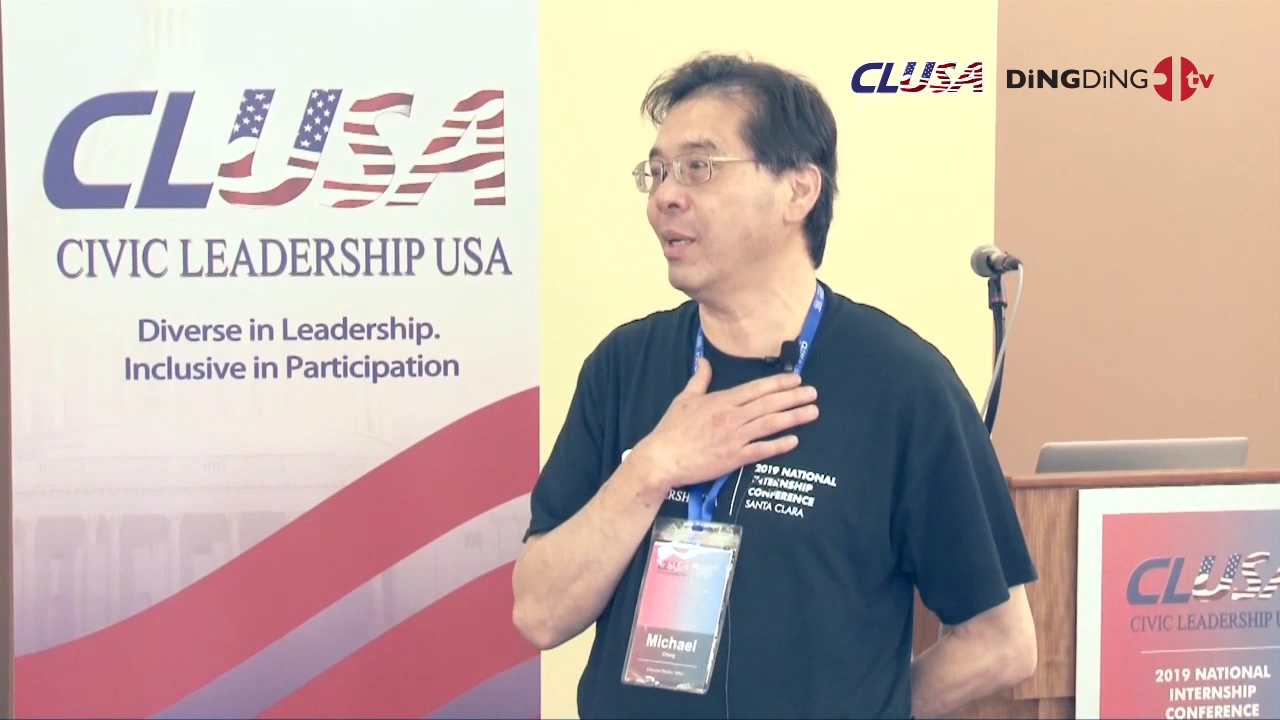 CLUSA
CIVIC LEADERSHIP USA
Diverse in Leadership.
Inclusive in Participation
CLUSA DiNGDiNG tv
2019 NATIONAL
INTERNSHIP
CONFERENCE
SANTA CLARA
Michael
CLUSA
CIVIC LEADERSHIP U
2019 NATIONAL
INTERNSHIP
CONFERENCE